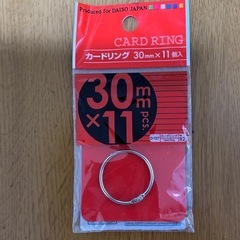 Produced for DAISO JAPAN
CARD RING
カードリング 30mm×11個入
30mm
×11pcs.